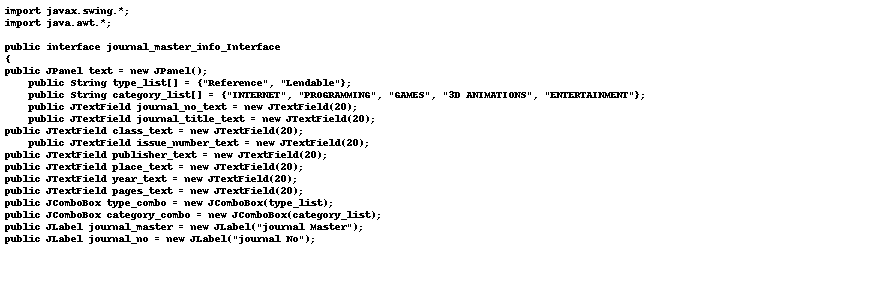 import javax.swing.*;
import java.awt.*;

public interface journal_master_info_Interface
{
public JPanel text = new JPanel();
    public String type_list[] = {"Reference", "Lendable"};
    public String category_list[] = {"INTERNET", "PROGRAMMING", "GAMES", "3D ANIMATIONS", "ENTERTAINMENT"};
    public JTextField journal_no_text = new JTextField(20);
    public JTextField journal_title_text = new JTextField(20);
public JTextField class_text = new JTextField(20);
    public JTextField issue_number_text = new JTextField(20);
public JTextField publisher_text = new JTextField(20);
public JTextField place_text = new JTextField(20);
public JTextField year_text = new JTextField(20);
public JTextField pages_text = new JTextField(20);
public JComboBox type_combo = new JComboBox(type_list);
public JComboBox category_combo = new JComboBox(category_list);
public JLabel journal_master = new JLabel("journal Master");
public JLabel journal_no = new JLabel("journal No");